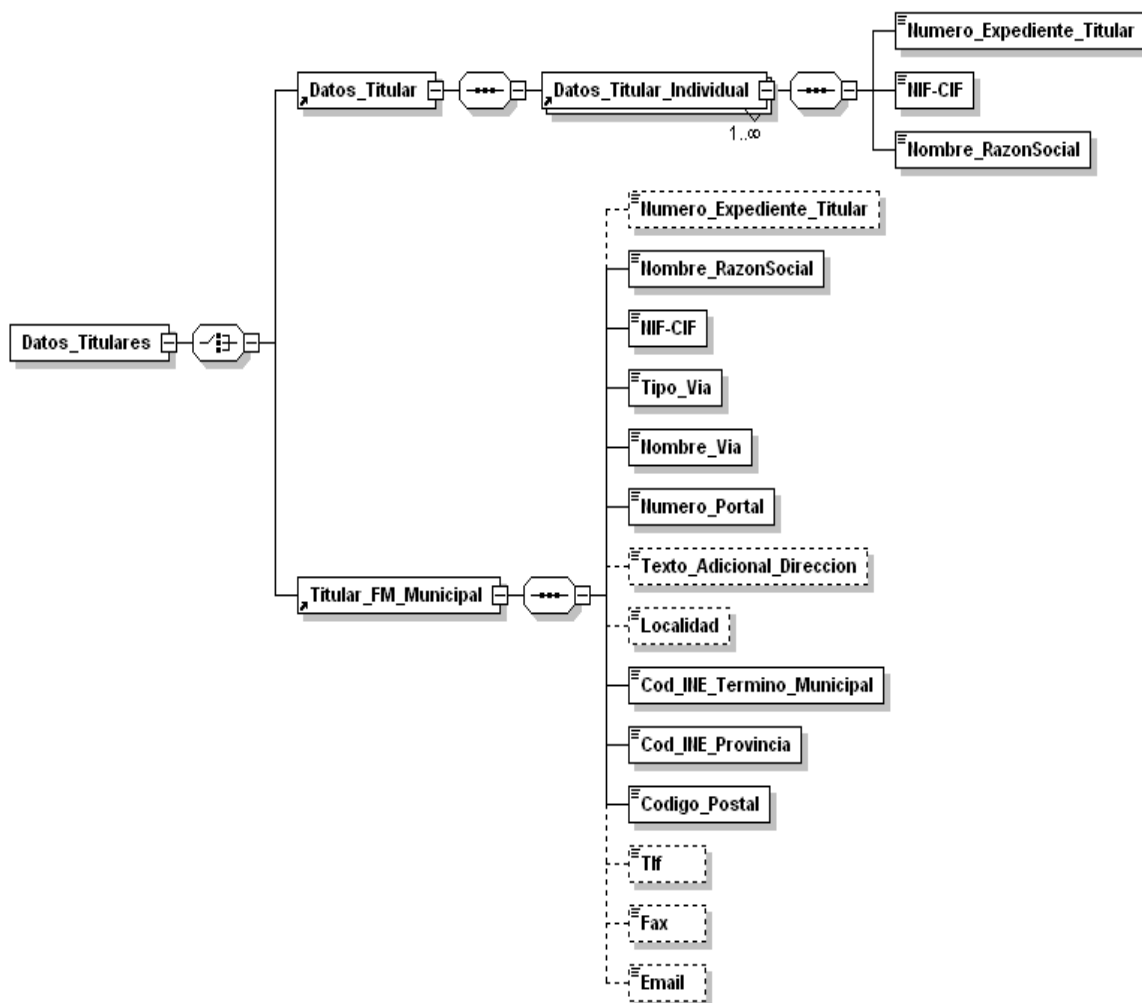 Numero_Expediente_Titular
Datos_Titular
Datos_Titular_Individual
NIF-CIF
1..∞
Nombre_RazonSocial
Numero_Expediente_Titular
Nombre_RazonSocial
NIF-CIF
Datos_Titulares
Tipo_Via
Nombre_Via
Numero_Portal
Texto_Adicional_Direccion
Titular_FM_Municipal
Localidad
Cod_INE_Termino_Municipal
Cod_INE_Provincia
Codigo_Postal
Tlf
Fax
Email